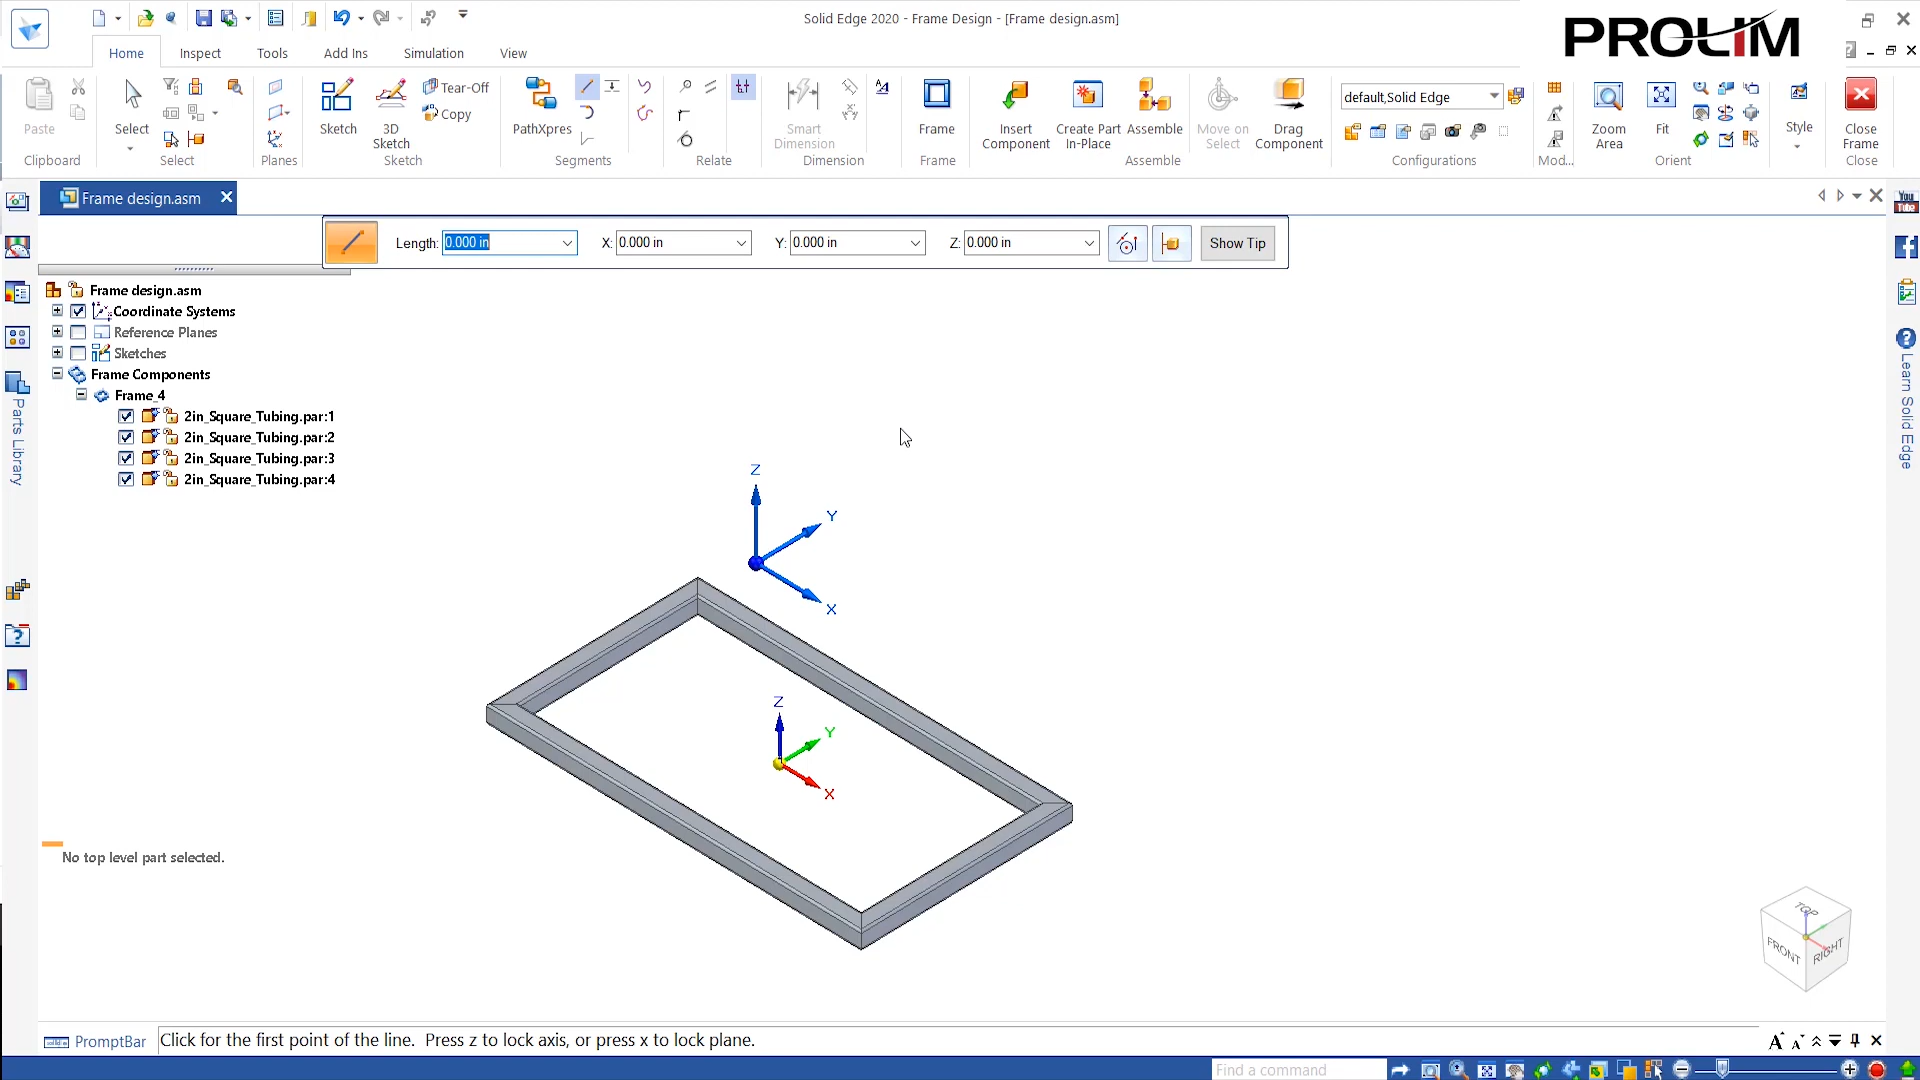 Solid Edge 2020 - Frame Design - [Frame design.asm]
PROLIM
Home
Inspect
Tools
Add Ins
Simulation
View
Paste
Clipboard
Select
Select
Planes
Sketch
3D
Sketch
Tear-Off
Copy
Sketch
PathXpres
Segments
Relate
Smart
Dimension
Dimension
Frame
Frame
Insert
Component
Create Part
In-Place
Assemble
Move on
Select
Drag
Component
Assemble
default,Solid Edge
Configurations
Mod...
Zoom
Area
Fit
Orient
Style
Close
Frame
Close
Frame design.asm
Length:
0.000 in
X:
0.000 in
Y:
0.000 in
Z:
0.000 in
Show Tip
Frame design.asm
Coordinate Systems
Reference Planes
Sketches
Frame Components
Frame_4
2in_Square_Tubing.par:1
2in_Square_Tubing.par:2
2in_Square_Tubing.par:3
2in_Square_Tubing.par:4
Parts Library
You
Tube
Learn Solid Edge
Z
Y
X
Z
Y
X
No top level part selected.
TOP
FRONT
RIGHT
PromptBar
Click for the first point of the line.  Press z to lock axis, or press x to lock plane.
Find a command